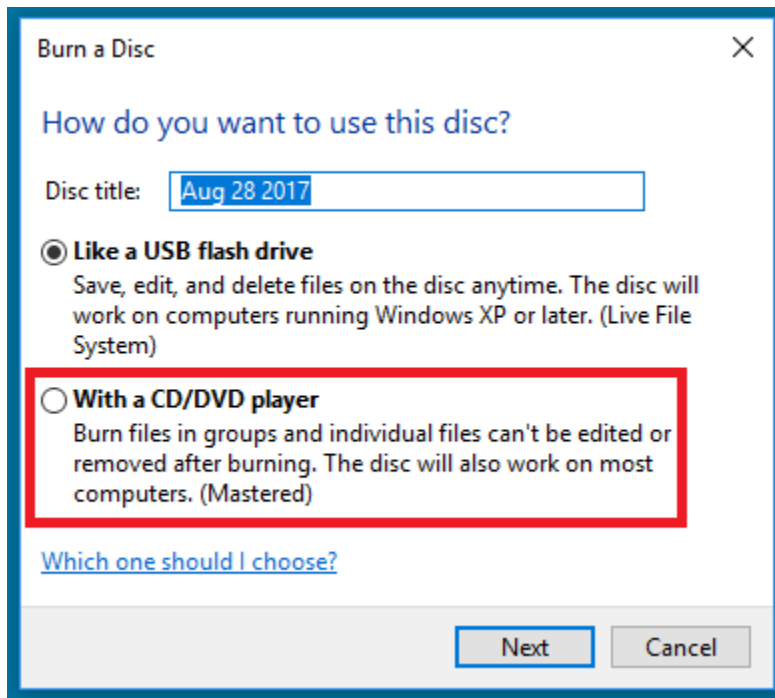 Burn a Disc
How do you want to use this disc?
Disc title: Aug 28 2017
Like a USB flash drive
Save, edit, and delete files on the disc anytime. The disc will
work on computers running Windows XP or later. (Live File
System)
With a CD/DVD player
Burn files in groups and individual files can't be edited or
removed after burning. The disc will also work on most
computers. (Mastered)
Which one should I choose?
Next Cancel